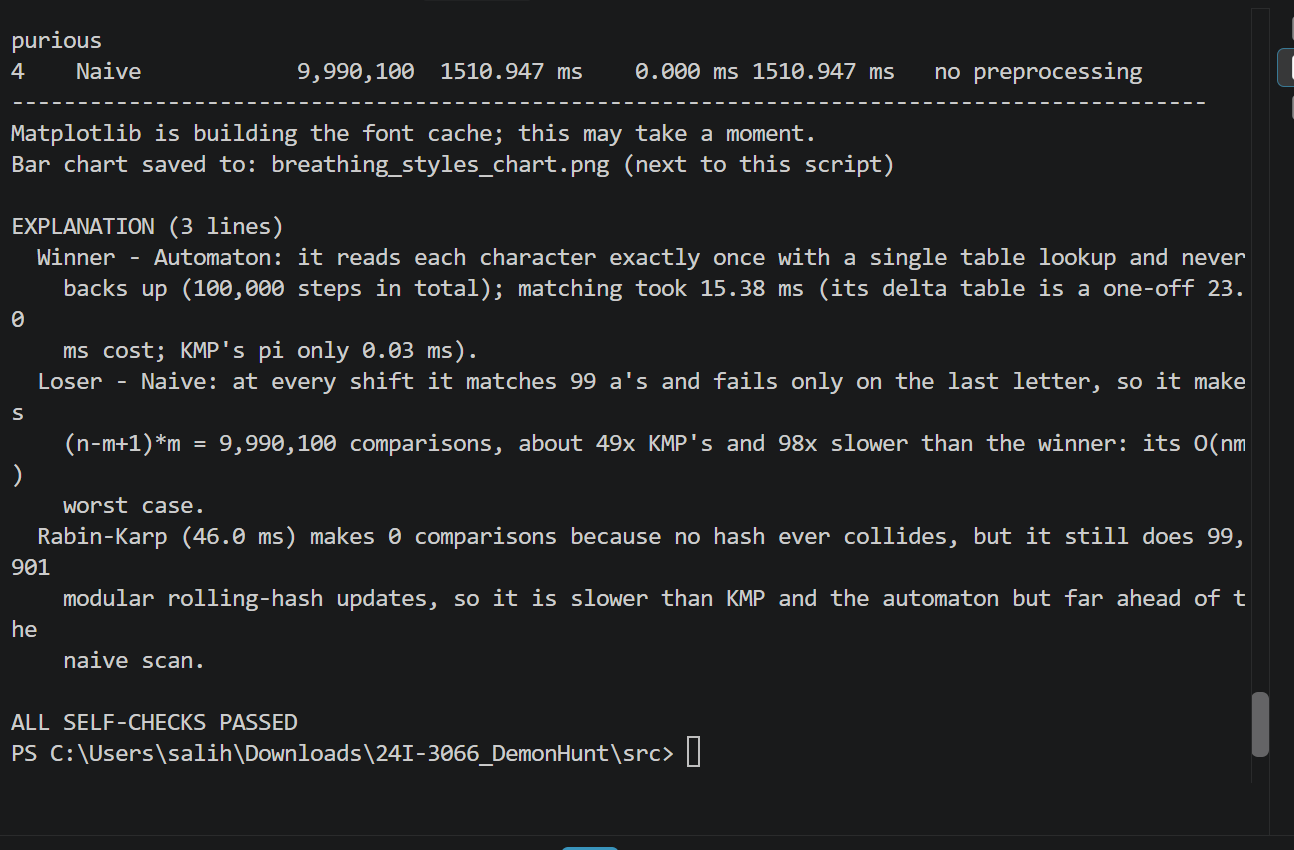 purious
4    Naive            9,990,100  1510.947 ms    0.000 ms 1510.947 ms   no preprocessing
--------------------------------------------------------------------------------------------
Matplotlib is building the font cache; this may take a moment.
Bar chart saved to: breathing_styles_chart.png (next to this script)
EXPLANATION (3 lines)
  Winner - Automaton: it reads each character exactly once with a single table lookup and never
    backs up (100,000 steps in total); matching took 15.38 ms (its delta table is a one-off 23.
0
    ms cost; KMP's pi only 0.03 ms).
  Loser - Naive: at every shift it matches 99 a's and fails only on the last letter, so it make
s
    (n-m+1)*m = 9,990,100 comparisons, about 49x KMP's and 98x slower than the winner: its O(nm
)
    worst case.
  Rabin-Karp (46.0 ms) makes 0 comparisons because no hash ever collides, but it still does 99,
901
    modular rolling-hash updates, so it is slower than KMP and the automaton but far ahead of t
he
    naive scan.
ALL SELF-CHECKS PASSED
PS C:\Users\salih\Downloads\24I-3066_DemonHunt\src>